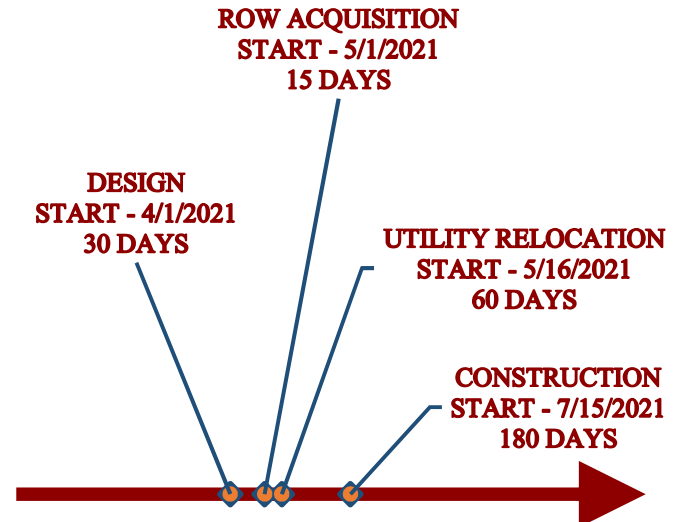 ROW ACQUISITION
START - 5/1/2021
15 DAYS
DESIGN
START - 4/1/2021
30 DAYS
UTILITY RELOCATION
START - 5/16/2021
60 DAYS
CONSTRUCTION
START - 7/15/2021
180 DAYS